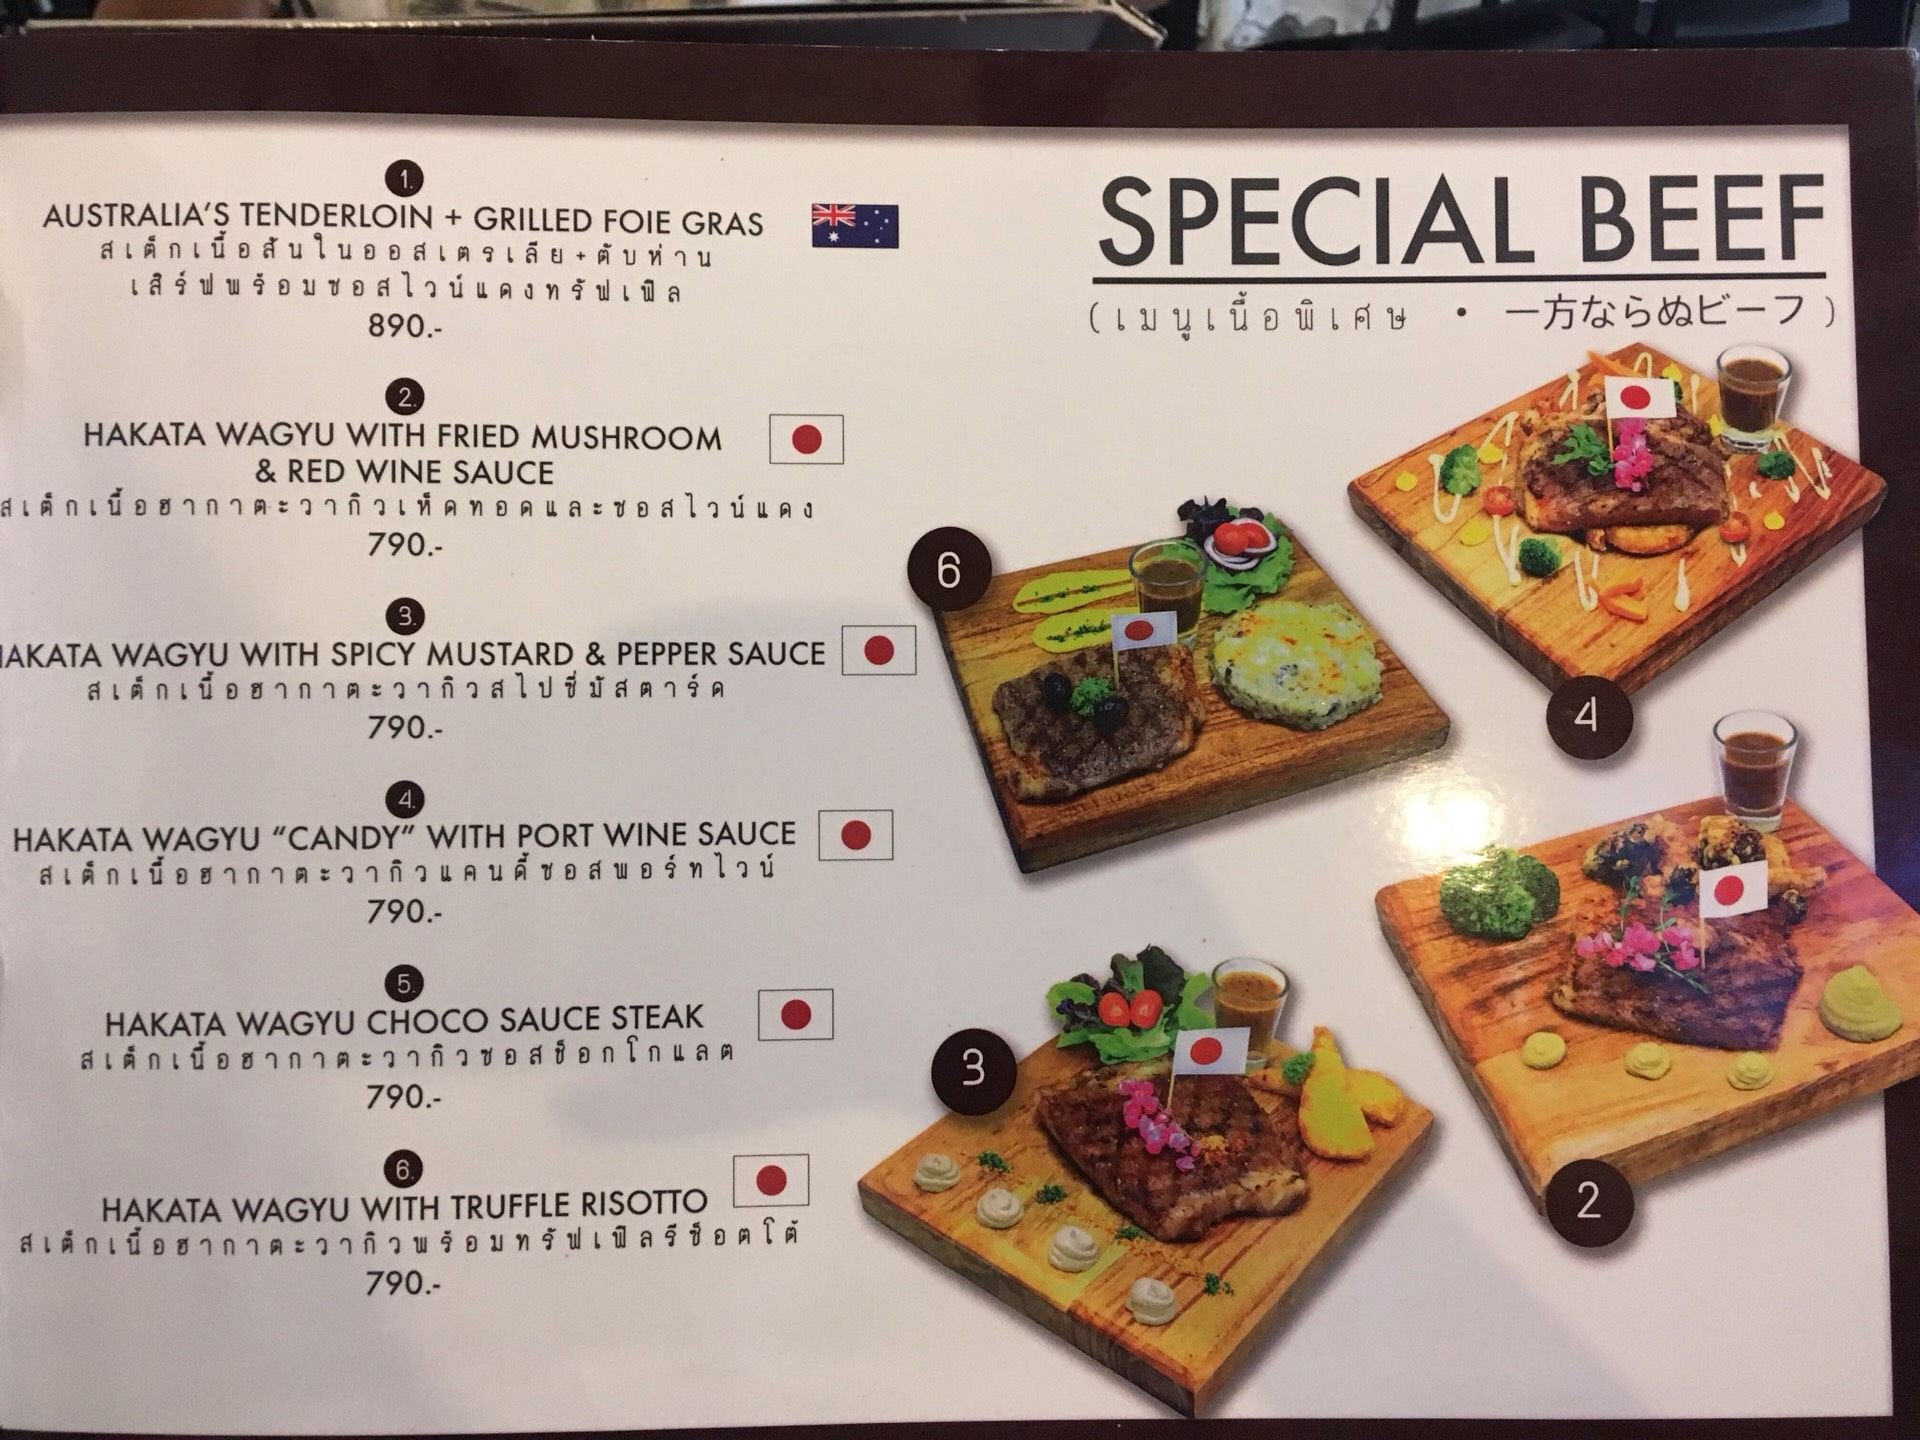 1.
AUSTRALIA'S TENDERLOIN + GRILLED FOIE GRAS
สเต็กเนื้อสันในออสเตรเลีย+ตับห่าน
เสิร์ฟพร้อมซอสไวน์แดงทรัฟเฟิล
890.-
2.
HAKATA WAGYU WITH FRIED MUSHROOM
& RED WINE SAUCE
สเต็กเนื้อฮากาตะวากิวเห็ดทอดและซอสไวน์แดง
790.-
3.
HAKATA WAGYU WITH SPICY MUSTARD & PEPPER SAUCE
สเต็กเนื้อฮากาตะวากิวสไปซี่มัสตาร์ด
790.-
4.
HAKATA WAGYU “CANDY” WITH PORT WINE SAUCE
สเต็กเนื้อฮากาตะวากิวแคนดี้ซอสพอร์ทไวน์
790.-
5.
HAKATA WAGYU CHOCO SAUCE STEAK
สเต็กเนื้อฮากาตะวากิวซอสช็อกโกแลต
790.-
6.
HAKATA WAGYU WITH TRUFFLE RISOTTO
สเต็กเนื้อฮากาตะวากิวพร้อมทรัฟเฟิลรีซ็อตโต้
790.-
SPECIAL BEEF
(เมนูเนื้อพิเศษ • 一方ならぬビーフ)
6
4
3
2